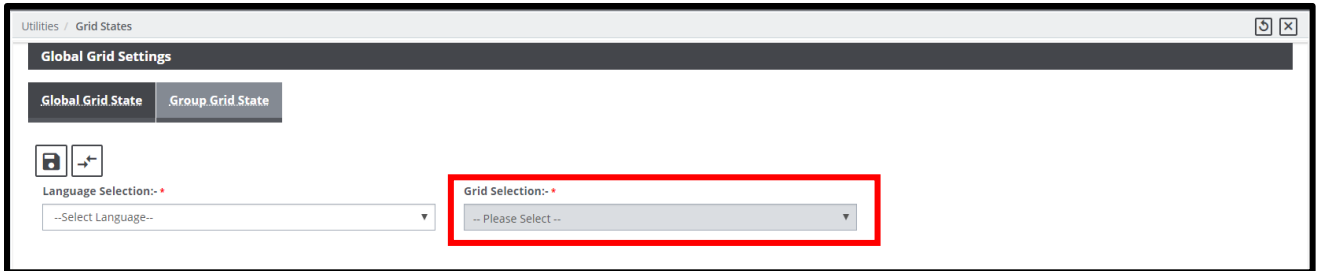 Utilities / Grid States
Global Grid Settings
Global Grid State Group Grid State
Language Selection:- * Grid Selection:- *
--Select Language-- -- Please Select --